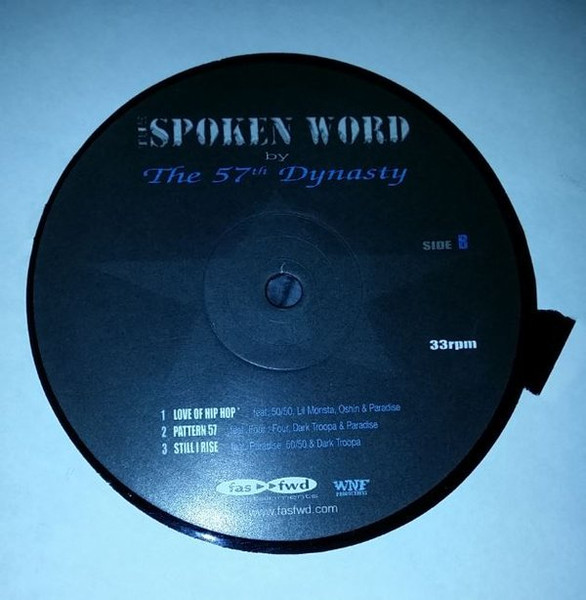 THE SPOKEN WORD
by
The 57th Dynasty
SIDE B
33rpm
1 LOVE OF HIP HOP feat. 50/50, Lil Monsta, Oshin & Paradise
2 PATTERN 57 feat. Four : Four, Dark Troopa & Paradise
3 STILL I RISE feat. Paradise 50/50 & Dark Troopa
fas fwd
WNF
www.fasfwd.com